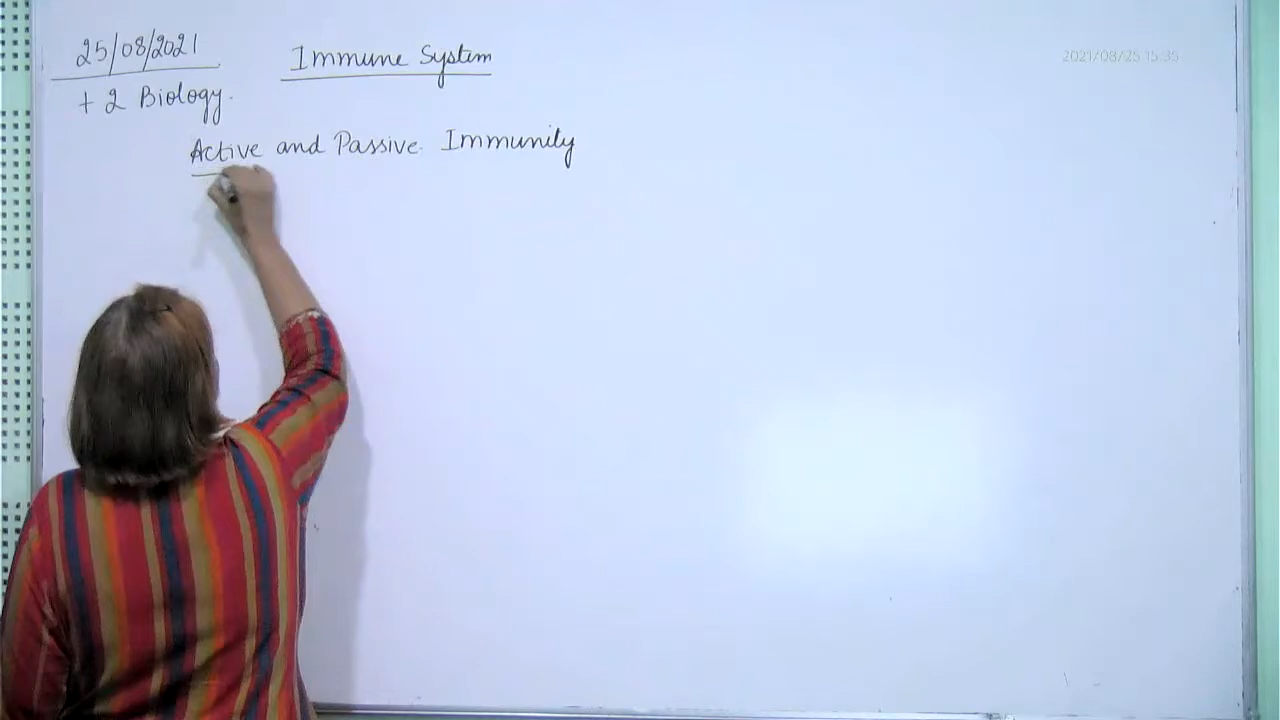 25/08/2021 Immune System 2021/08/25 15:35
+ 2 Biology.
Active and Passive. Immunity